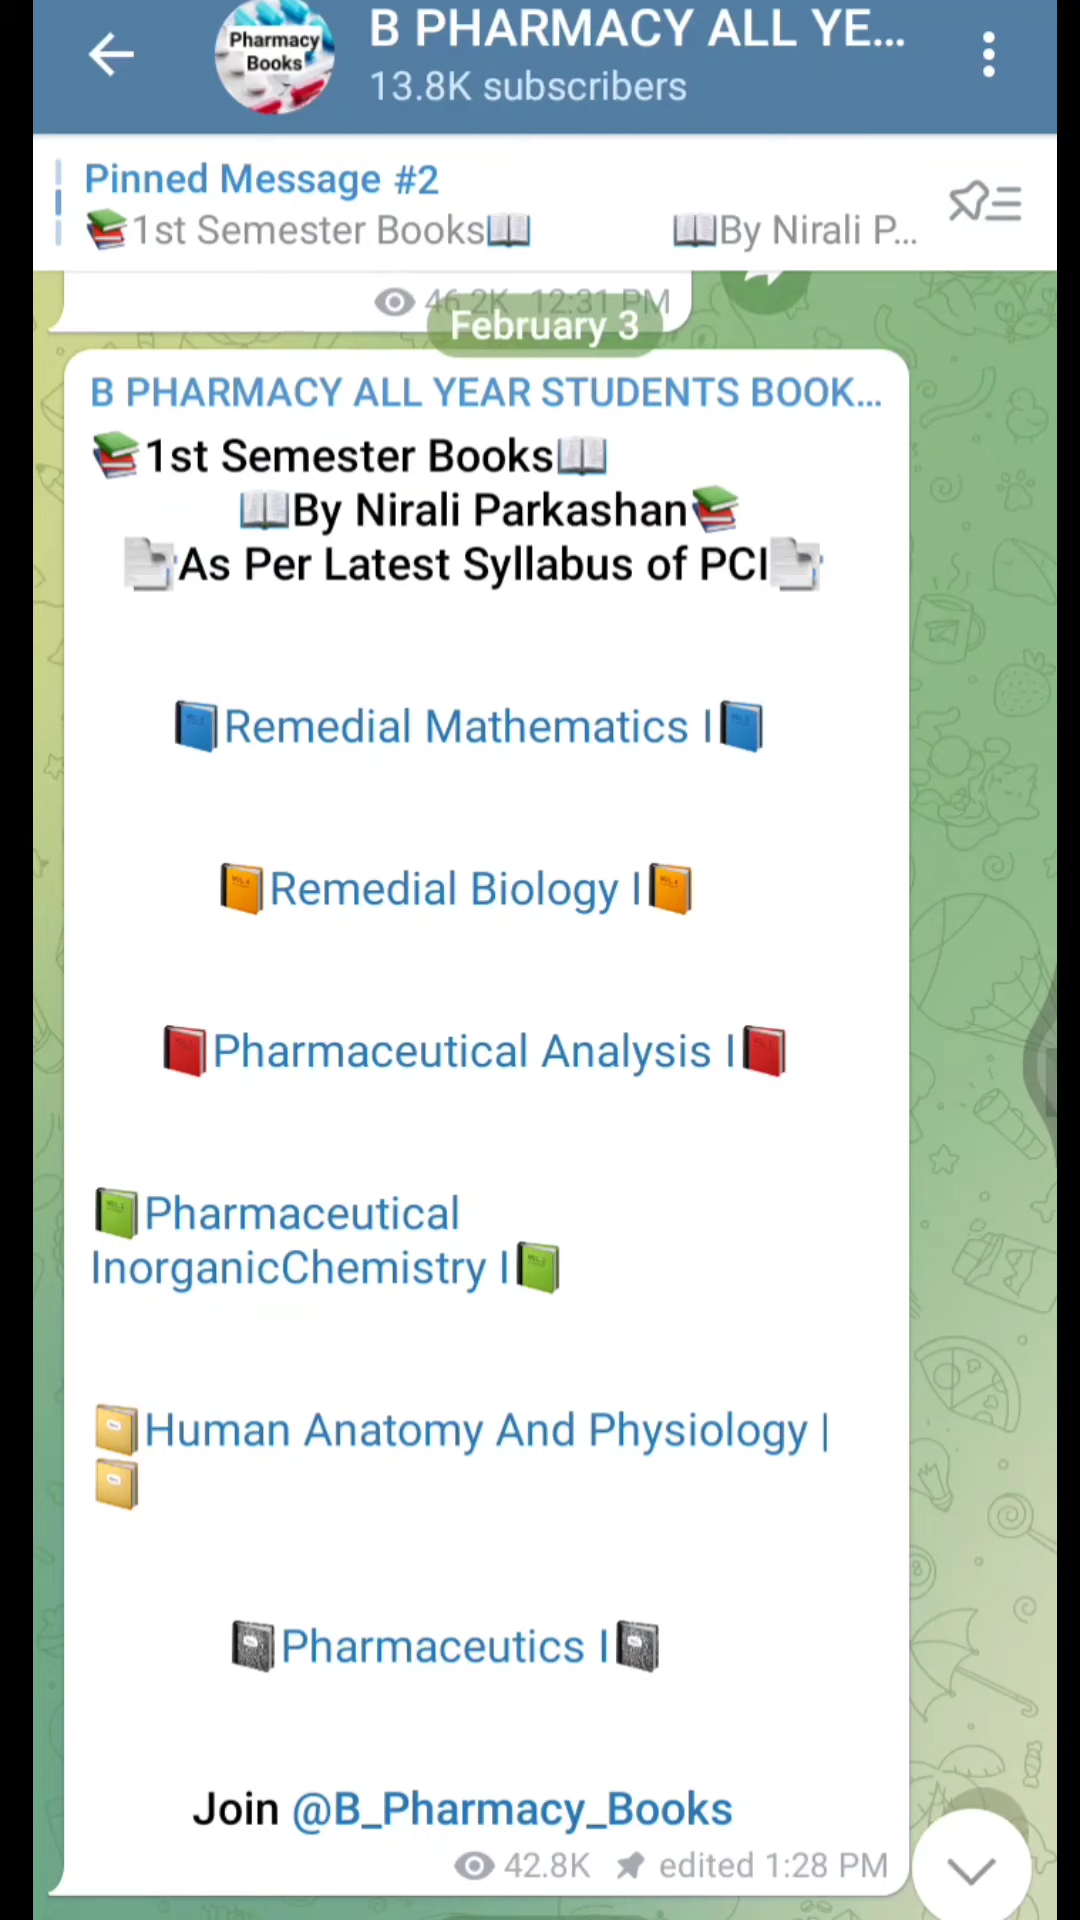 Pharmacy
Books
B PHARMACY ALL YE...
13.8K subscribers
Pinned Message #2
📚1st Semester Books📖 📖By Nirali P...
46.2K 12:31 PM
February 3
B PHARMACY ALL YEAR STUDENTS BOOK...
📚1st Semester Books📖
📖By Nirali Parkashan📚
📄As Per Latest Syllabus of PCI📄
📘Remedial Mathematics I📘
📙Remedial Biology I📙
📕Pharmaceutical Analysis I📕
📗Pharmaceutical
InorganicChemistry I📗
📒Human Anatomy And Physiology |
📒
📓Pharmaceutics I📓
Join @B_Pharmacy_Books
42.8K edited 1:28 PM